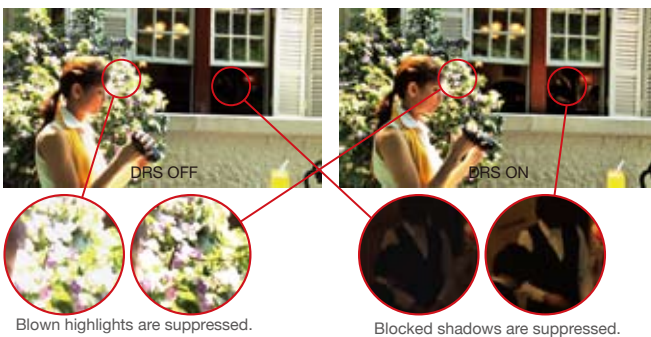 DRS OFF
DRS ON
Blown highlights are suppressed.
Blocked shadows are suppressed.